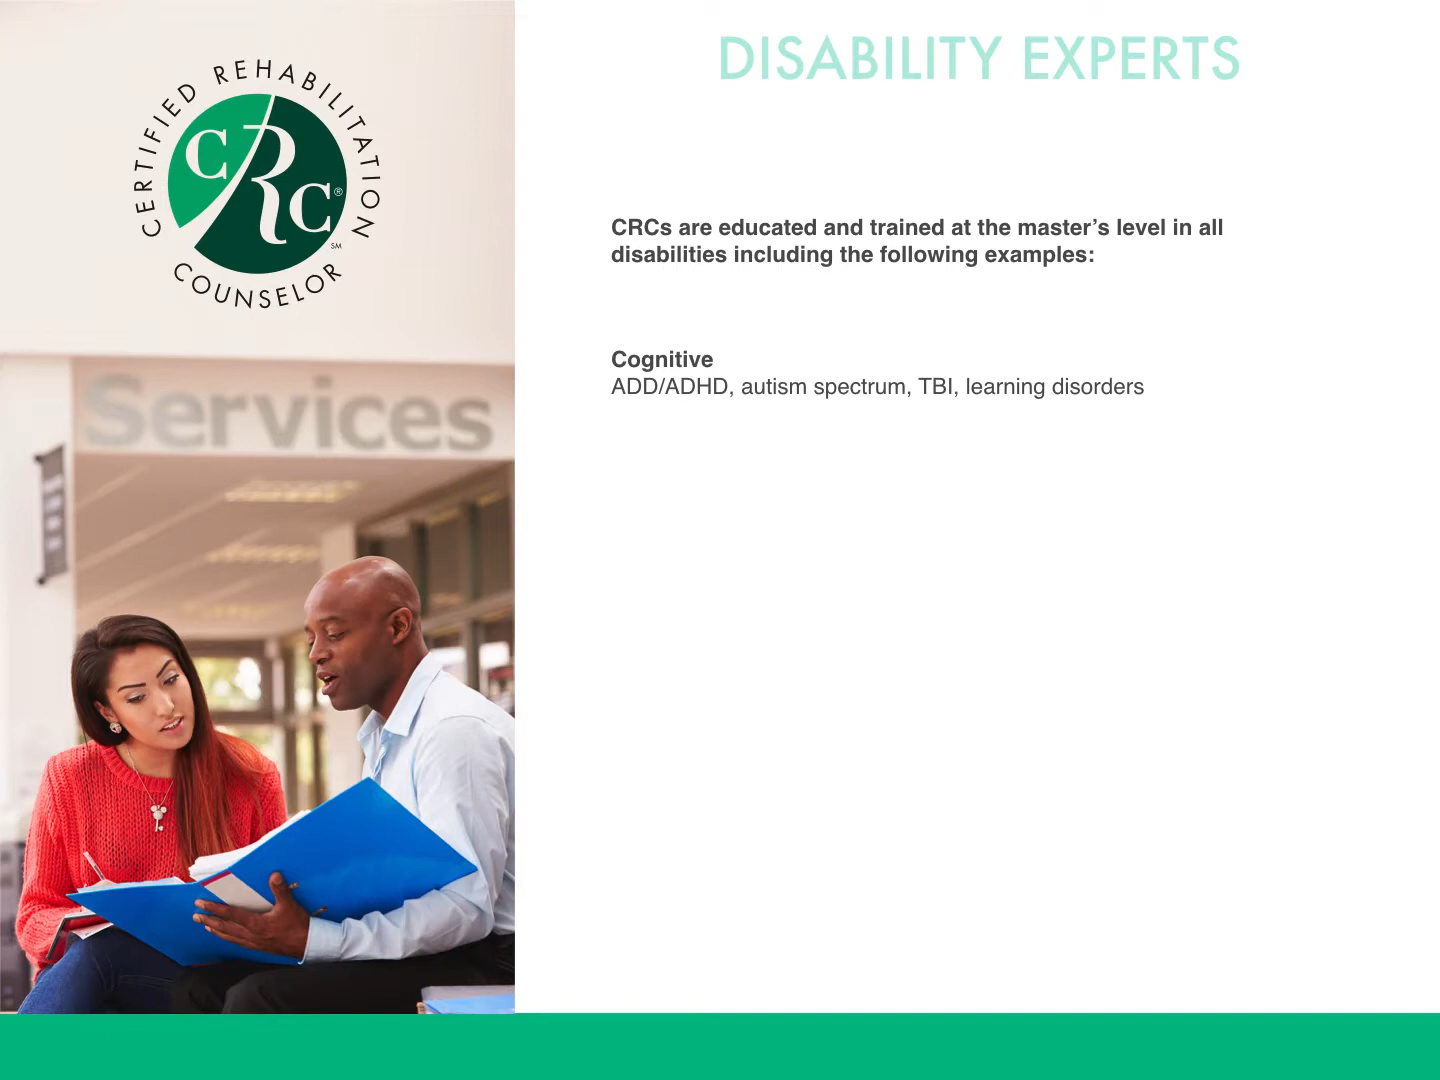 CERTIFIED REHABILITATION
COUNSELOR
CRC®
SM
Services
DISABILITY EXPERTS
CRCs are educated and trained at the master’s level in all
disabilities including the following examples:
Cognitive
ADD/ADHD, autism spectrum, TBI, learning disorders